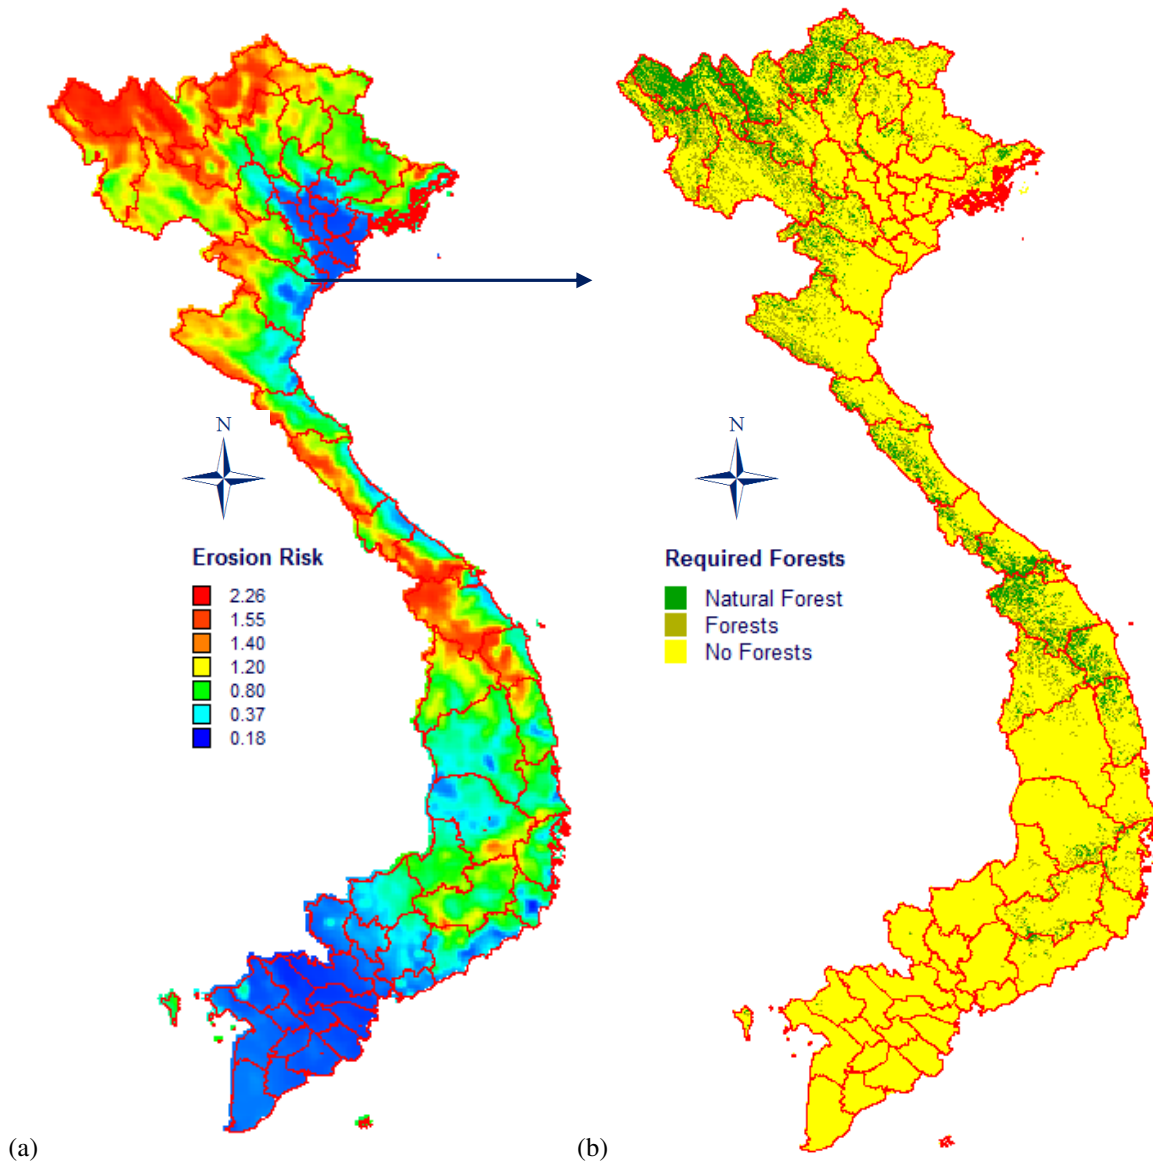 N
Erosion Risk
2.26
1.55
1.40
1.20
0.80
0.37
0.18
(a)
N
Required Forests
Natural Forest
Forests
No Forests
(b)